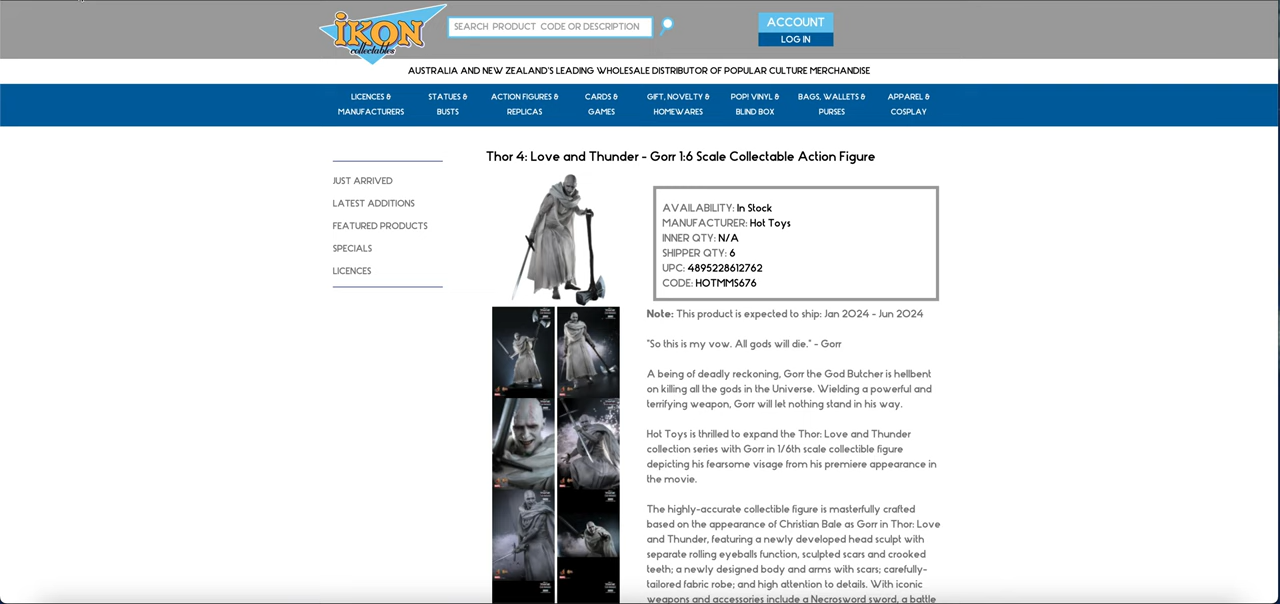 iKON
collectables
SEARCH PRODUCT CODE OR DESCRIPTION
ACCOUNT
LOG IN
AUSTRALIA AND NEW ZEALAND'S LEADING WHOLESALE DISTRIBUTOR OF POPULAR CULTURE MERCHANDISE
LICENCES &
MANUFACTURERS
STATUES &
BUSTS
ACTION FIGURES &
REPLICAS
CARDS &
GAMES
GIFT, NOVELTY &
HOMEWARES
POP! VINYL &
BLIND BOX
BAGS, WALLETS &
PURSES
APPAREL &
COSPLAY
JUST ARRIVED
LATEST ADDITIONS
FEATURED PRODUCTS
SPECIALS
LICENCES
Thor 4: Love and Thunder - Gorr 1:6 Scale Collectable Action Figure
AVAILABILITY: In Stock
MANUFACTURER: Hot Toys
INNER QTY: N/A
SHIPPER QTY: 6
UPC: 4895228612762
CODE: HOTMMS676
Note: This product is expected to ship: Jan 2024 - Jun 2024
"So this is my vow. All gods will die." - Gorr
A being of deadly reckoning, Gorr the God Butcher is hellbent
on killing all the gods in the Universe. Wielding a powerful and
terrifying weapon, Gorr will let nothing stand in his way.
Hot Toys is thrilled to expand the Thor: Love and Thunder
collection series with Gorr in 1/6th scale collectible figure
depicting his fearsome visage from his premiere appearance in
the movie.
The highly-accurate collectible figure is masterfully crafted
based on the appearance of Christian Bale as Gorr in Thor: Love
and Thunder, featuring a newly developed head sculpt with
separate rolling eyeballs function, sculpted scars and crooked
teeth; a newly designed body and arms with scars; carefully-
tailored fabric robe; and high attention to details. With iconic
weapons and accessories include a Necrosword sword, a battle